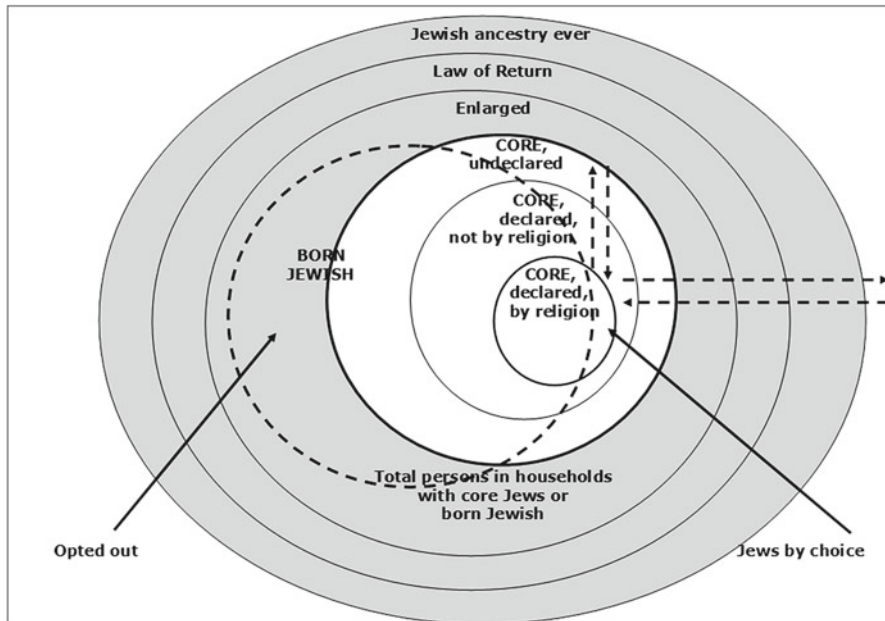 Jewish ancestry ever
Law of Return
Enlarged
CORE,
undeclared
CORE,
declared,
not by religion
BORN
JEWISH
CORE,
declared,
by religion
Total persons in households
with core Jews or
born Jewish
Opted out
Jews by choice